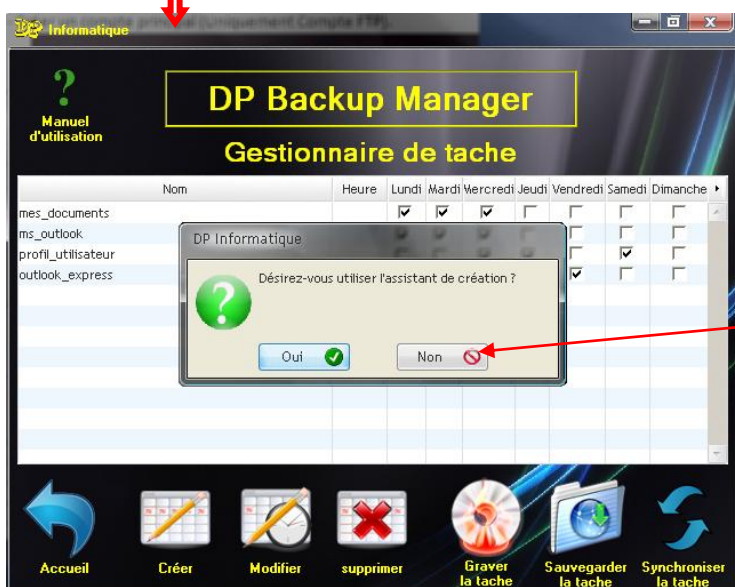 DP Informatique
?
Manuel
d'utilisation
DP Backup Manager
Gestionnaire de tache
Nom Heure Lundi Mardi Mercredi Jeudi Vendredi Samedi Dimanche
mes_documents
ms_outlook
profil_utilisateur
outlook_express
DP Informatique
?
Désirez-vous utiliser l'assistant de création ?
Oui Non
Accueil Créer Modifier supprimer
Graver
la tache
Sauvegarder
la tache
Synchroniser
la tache